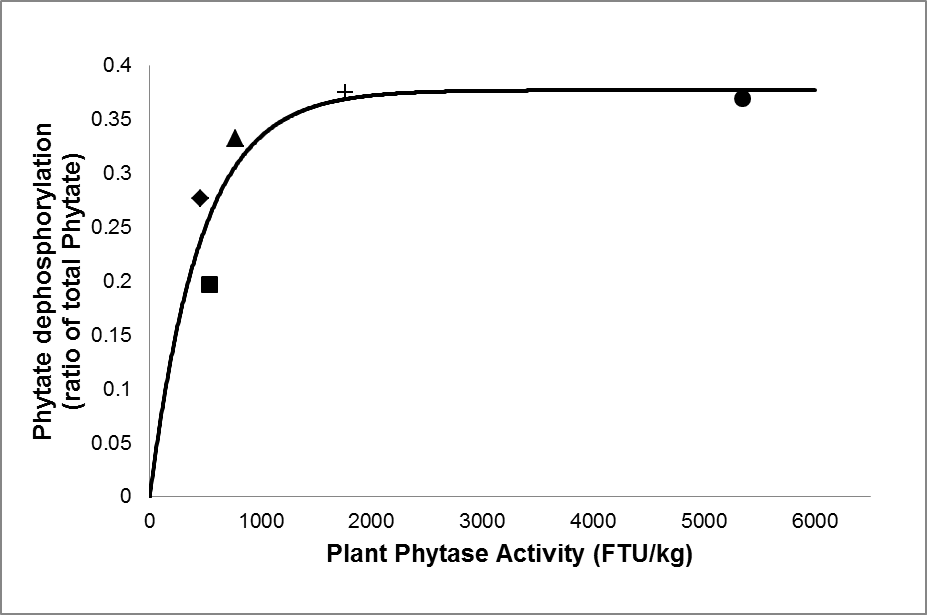 Phytate dephosphorylation
(ratio of total Phytate)
0.4
0.35
0.3
0.25
0.2
0.15
0.1
0.05
0
0 1000 2000 3000 4000 5000 6000
Plant Phytase Activity (FTU/kg)